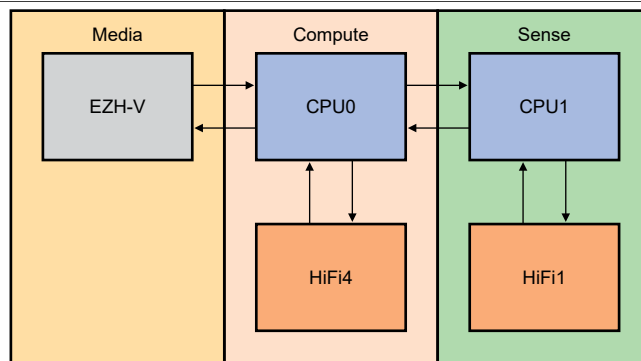 Media
Compute
Sense
EZH-V
CPU0
CPU1
HiFi4
HiFi1